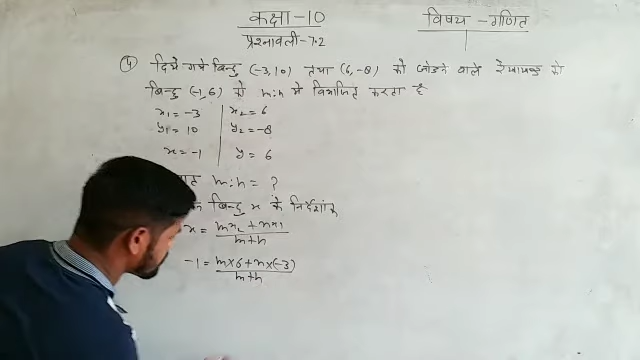 कक्षा -10
विषय - गणित
प्रश्नावली-7.2
(4) दिये गये बिन्दु (-3,10) तथा (6,-8) को जोड़ने वाले रेखाखण्ड को
बिन्दु (-1,6) को m:n में विभाजित करता है
x₁ = -3 x₂ = 6
y₁ = 10 y₂ = -8
x = -1 y = 6
m:n = ?
बिन्दु x के निर्देशांक
x = mx₂ + nx₁ / m+n
-1 = m×6 + n×(-3) / m+n